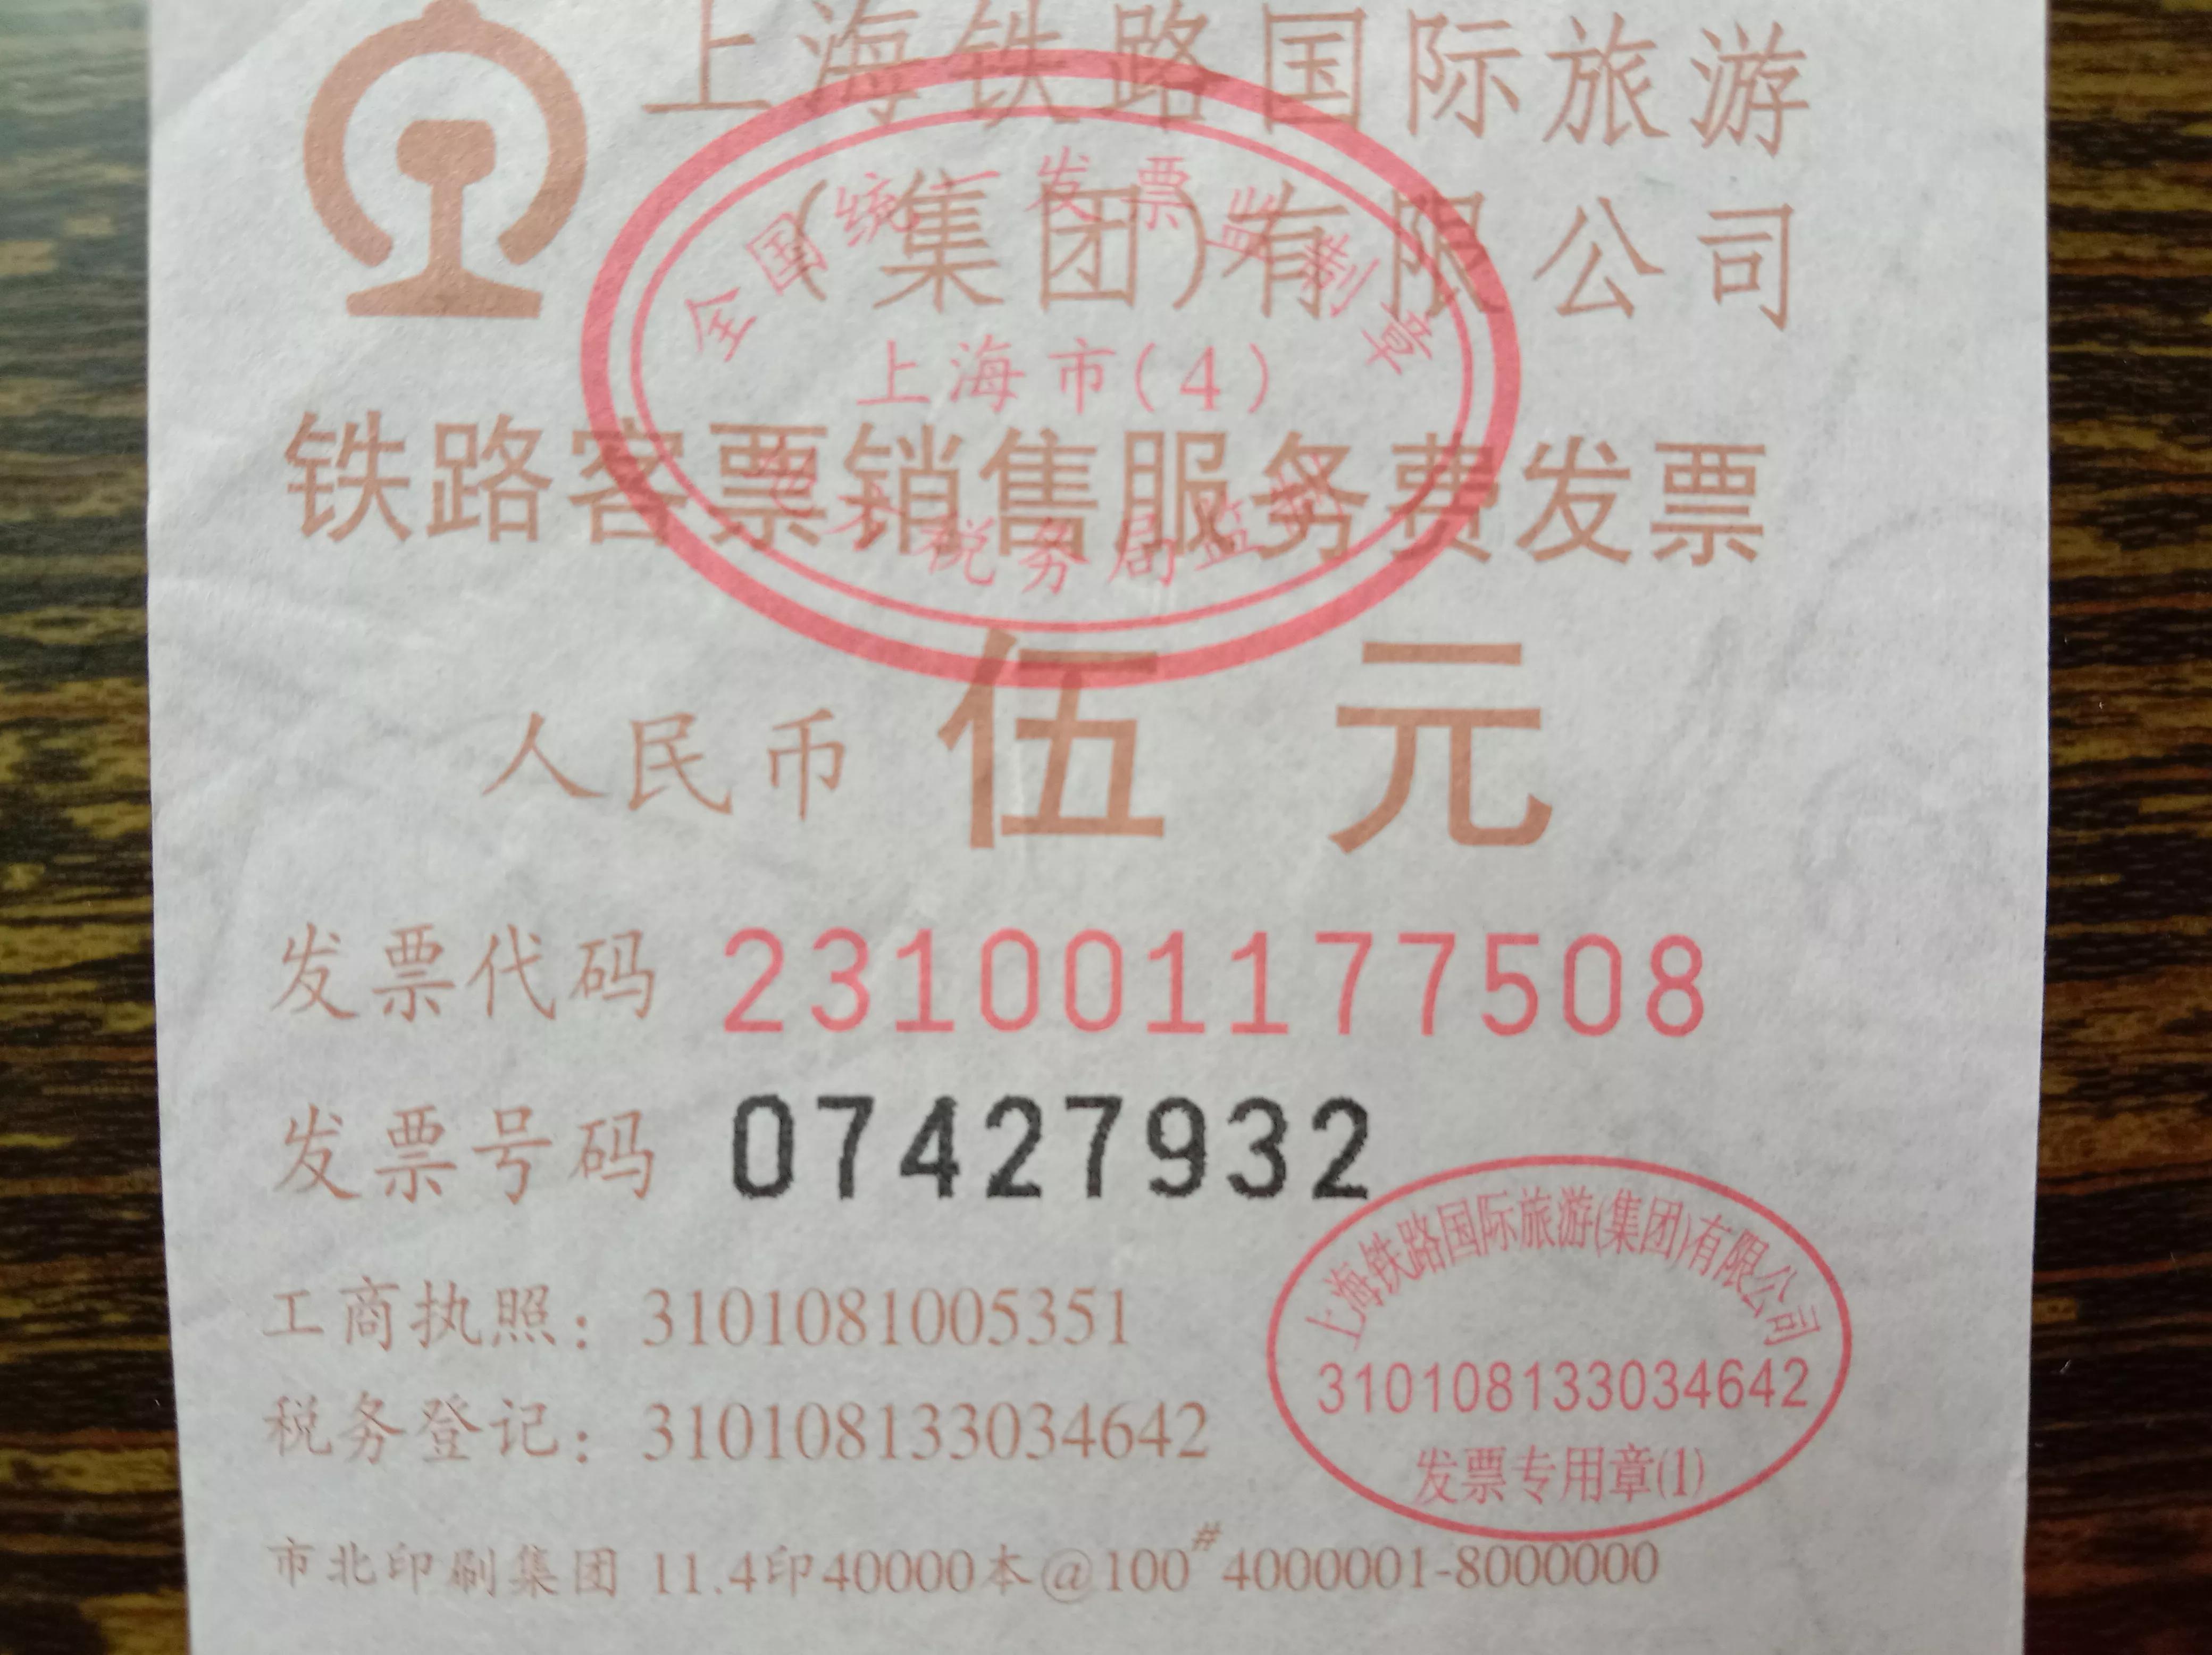 上海铁路国际旅游
(集团)有限公司
全国统一发票监制章
上海市(4)
铁路客票销售服务费发票
税务局监制
人民币 伍元
发票代码 231001177508
发票号码 07427932
工商执照：3101081005351
税务登记：310108133034642
上海铁路国际旅游(集团)有限公司
310108133034642
发票专用章(1)
市北印刷集团 11.4印40000本@100#4000001-8000000